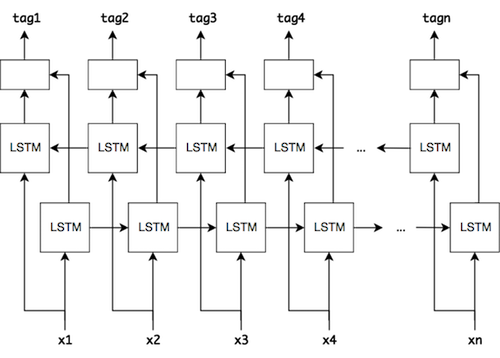 tag1 tag2 tag3 tag4 tagn
LSTM LSTM LSTM LSTM ... LSTM
LSTM LSTM LSTM LSTM ... LSTM
x1 x2 x3 x4 xn